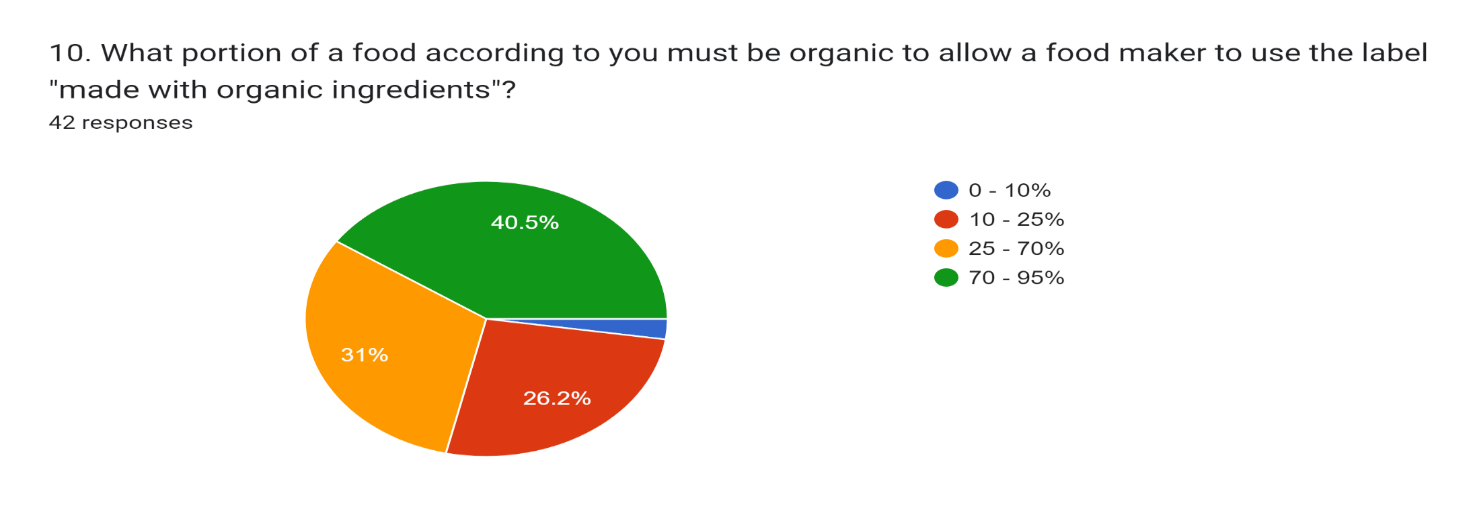 10. What portion of a food according to you must be organic to allow a food maker to use the label
"made with organic ingredients"?
42 responses
40.5%
31%
26.2%
0 - 10%
10 - 25%
25 - 70%
70 - 95%